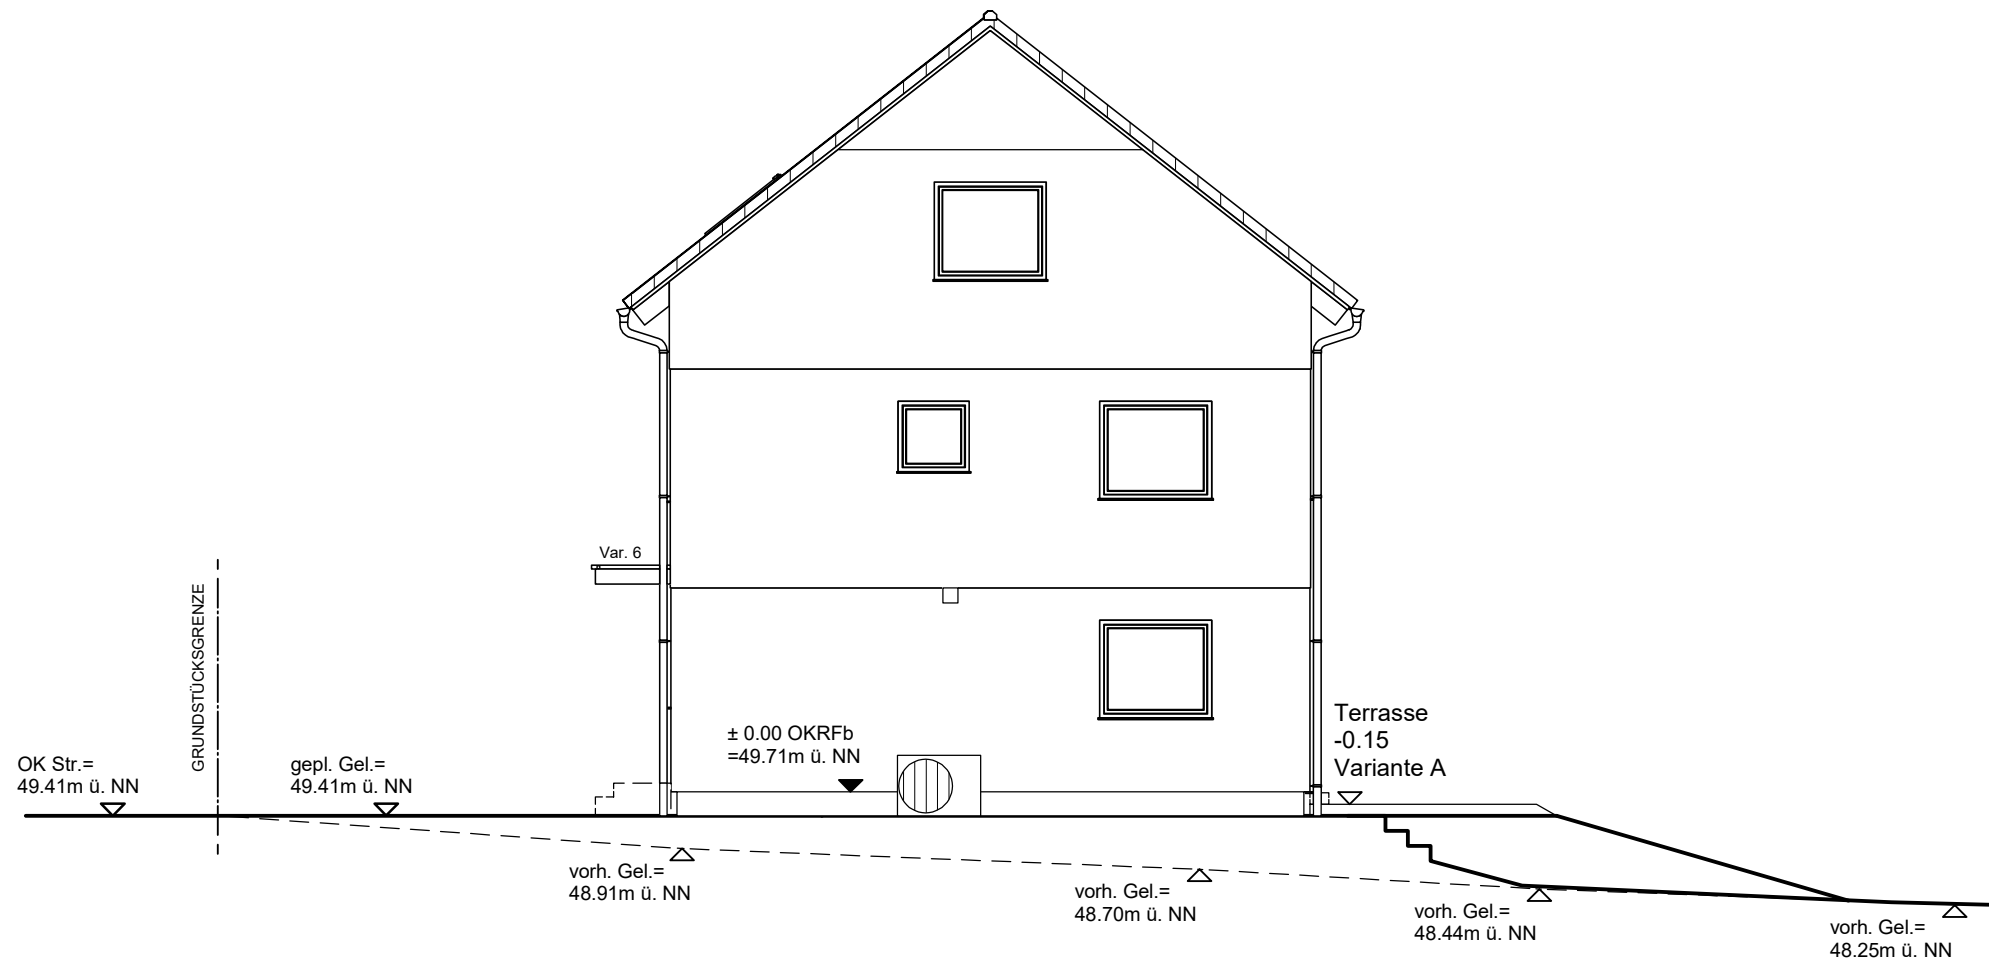 Var. 6
GRUNDSTÜCKSGRENZE
OK Str.=
49.41m ü. NN
gepl. Gel.=
49.41m ü. NN
± 0.00 OKRFb
=49.71m ü. NN
Terrasse
-0.15
Variante A
vorh. Gel.=
48.91m ü. NN
vorh. Gel.=
48.70m ü. NN
vorh. Gel.=
48.44m ü. NN
vorh. Gel.=
48.25m ü. NN